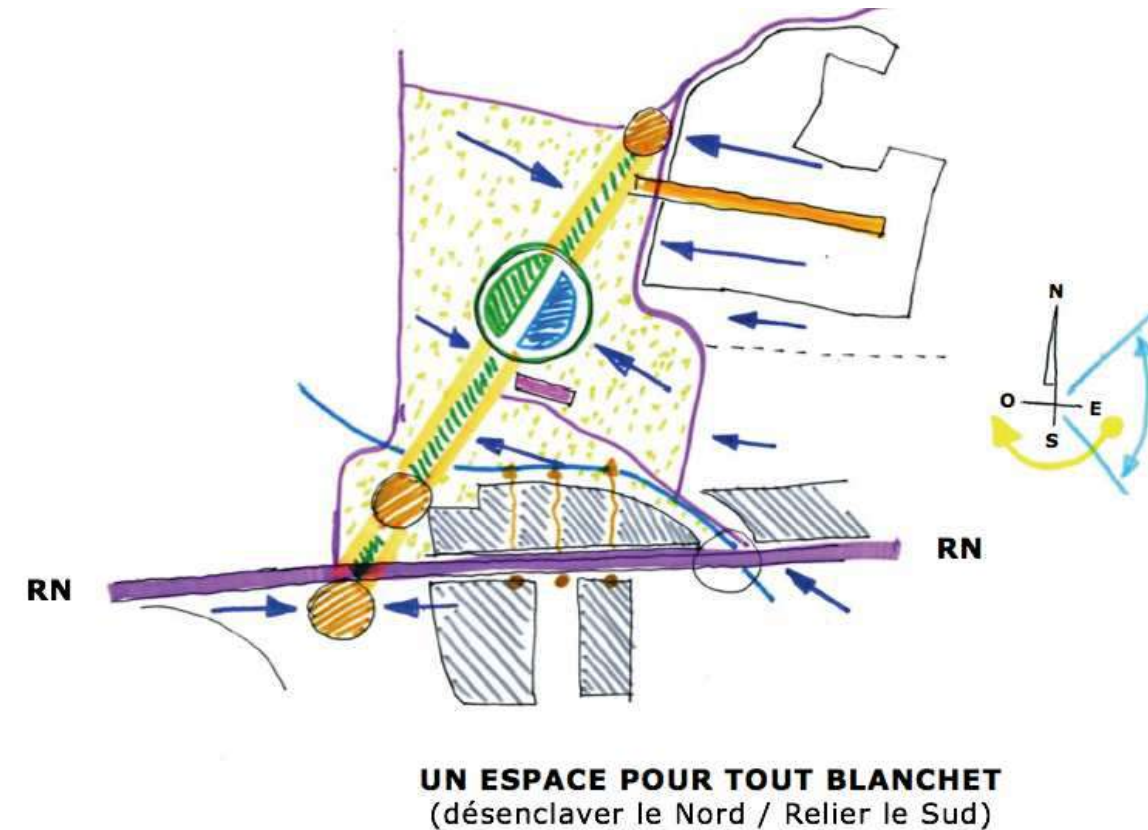 N
O E
S
RN
RN
UN ESPACE POUR TOUT BLANCHET
(désenclaver le Nord / Relier le Sud)